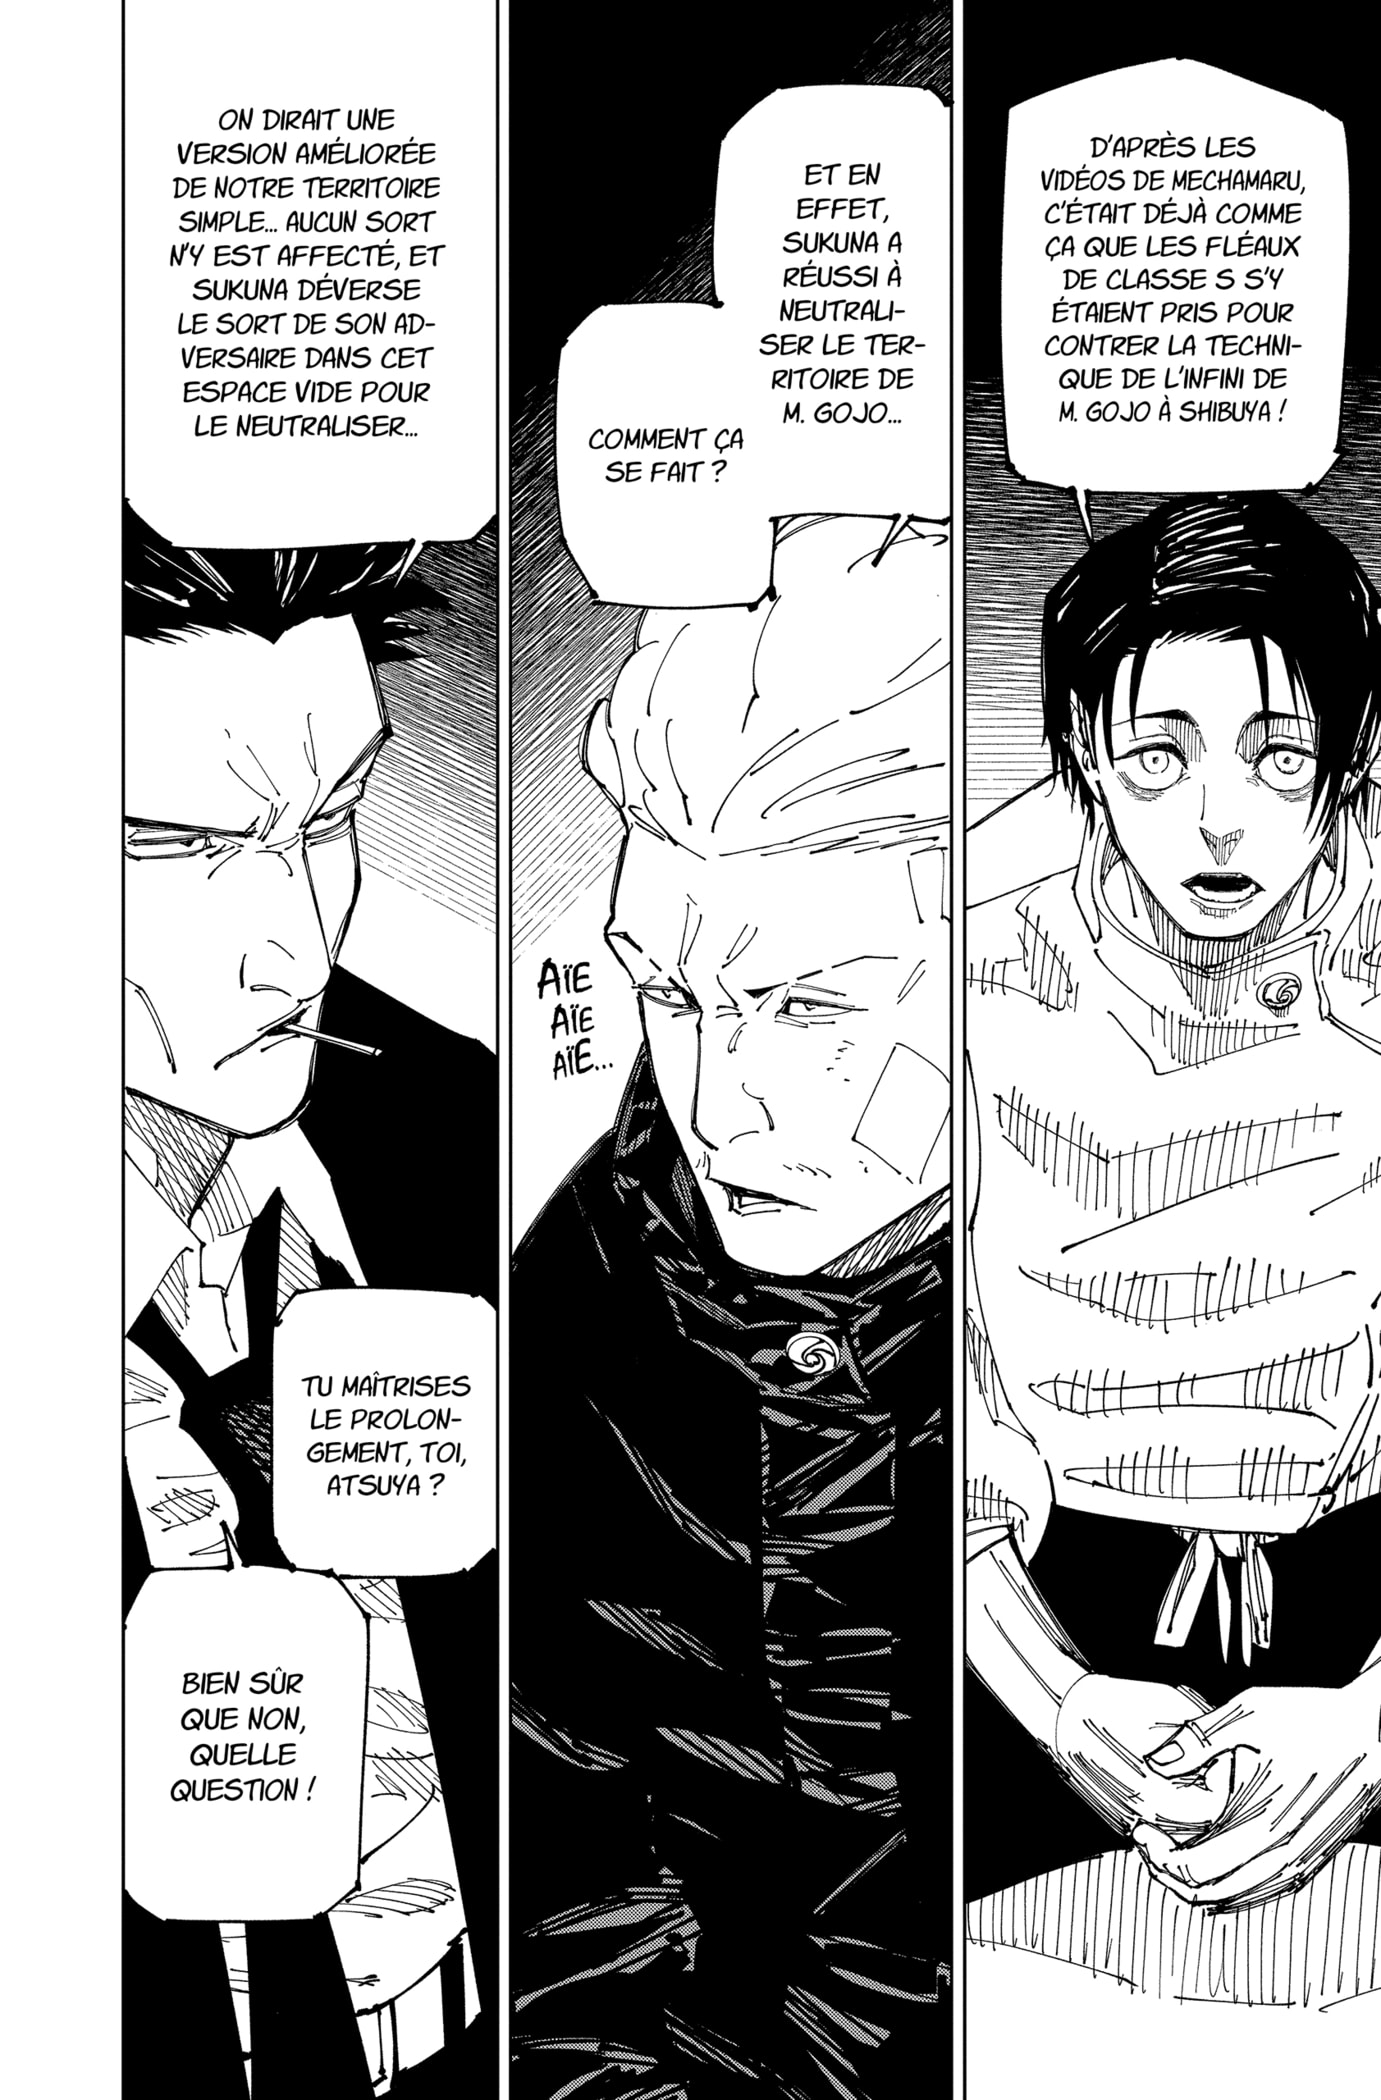 D'APRÈS LES
VIDÉOS DE MECHAMARU,
C'ÉTAIT DÉJÀ COMME
ÇA QUE LES FLÉAUX
DE CLASSE S S'Y
ÉTAIENT PRIS POUR
CONTRER LA TECHNI-
QUE DE L'INFINI DE
M. GOJO À SHIBUYA !
ET EN
EFFET,
SUKUNA A
RÉUSSI À
NEUTRALI-
SER LE TER-
RITOIRE DE
M. GOJO...
COMMENT ÇA
SE FAIT ?
AÏE
AÏE
AÏE...
ON DIRAIT UNE
VERSION AMÉLIORÉE
DE NOTRE TERRITOIRE
SIMPLE... AUCUN SORT
N'Y EST AFFECTÉ, ET
SUKUNA DÉVERSE
LE SORT DE SON AD-
VERSAIRE DANS CET
ESPACE VIDE POUR
LE NEUTRALISER...
TU MAÎTRISES
LE PROLON-
GEMENT, TOI,
ATSUYA ?
BIEN SÛR
QUE NON,
QUELLE
QUESTION !